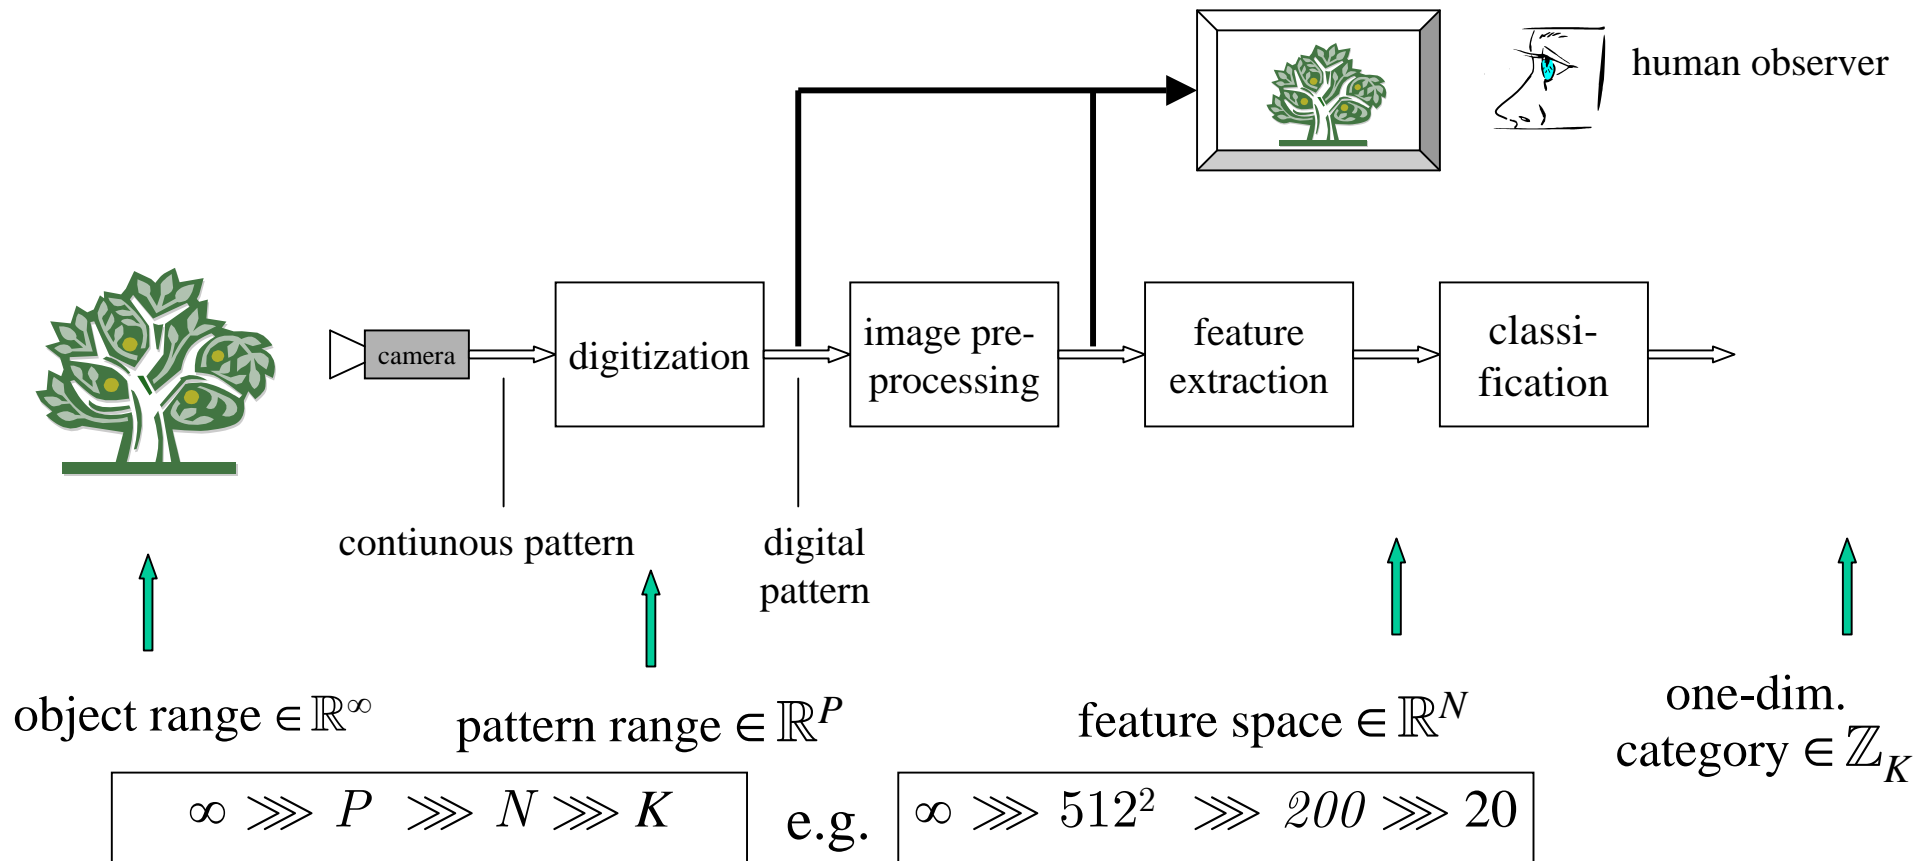 human observer
camera
digitization
image pre-
processing
feature
extraction
classi-
fication
contiunous pattern
digital
pattern
object range ∈ ℝ^∞
pattern range ∈ ℝ^P
feature space ∈ ℝ^N
one-dim.
category ∈ ℤ_K
∞ ⋙ P ⋙ N ⋙ K
e.g.
∞ ⋙ 512² ⋙ 200 ⋙ 20